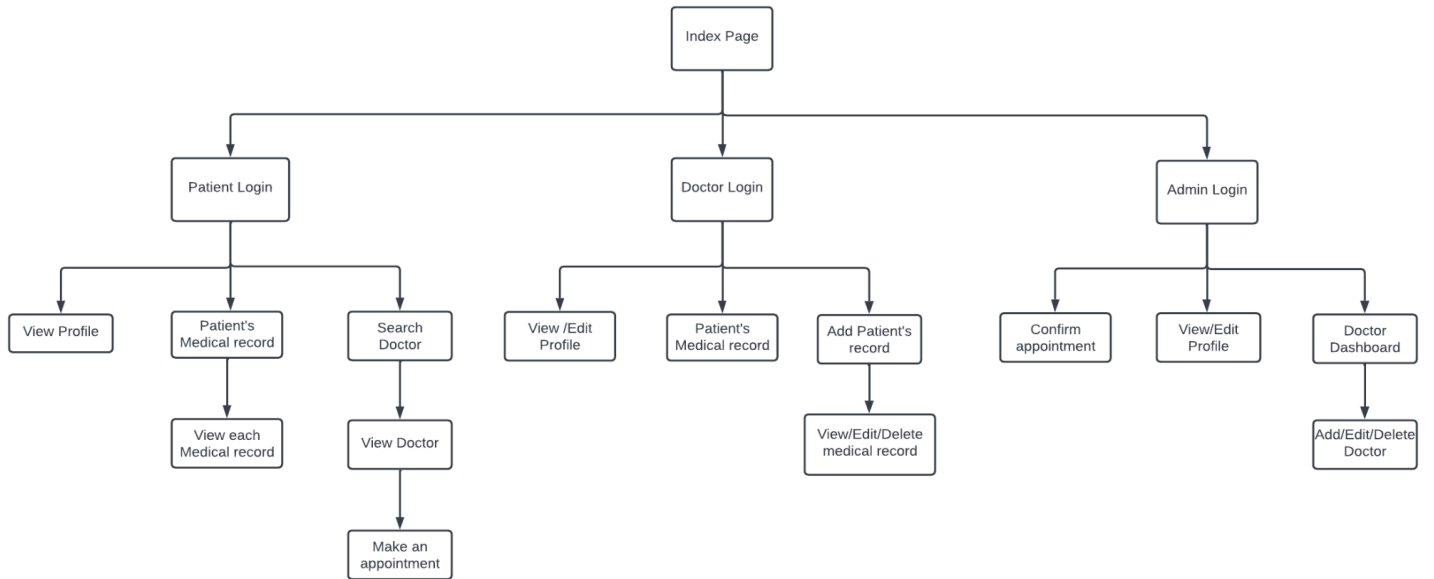 Index Page
Patient Login
Doctor Login
Admin Login
View Profile
Patient's
Medical record
Search
Doctor
View /Edit
Profile
Patient's
Medical record
Add Patient's
record
Confirm
appointment
View/Edit
Profile
Doctor
Dashboard
View each
Medical record
View Doctor
View/Edit/Delete
medical record
Add/Edit/Delete
Doctor
Make an
appointment